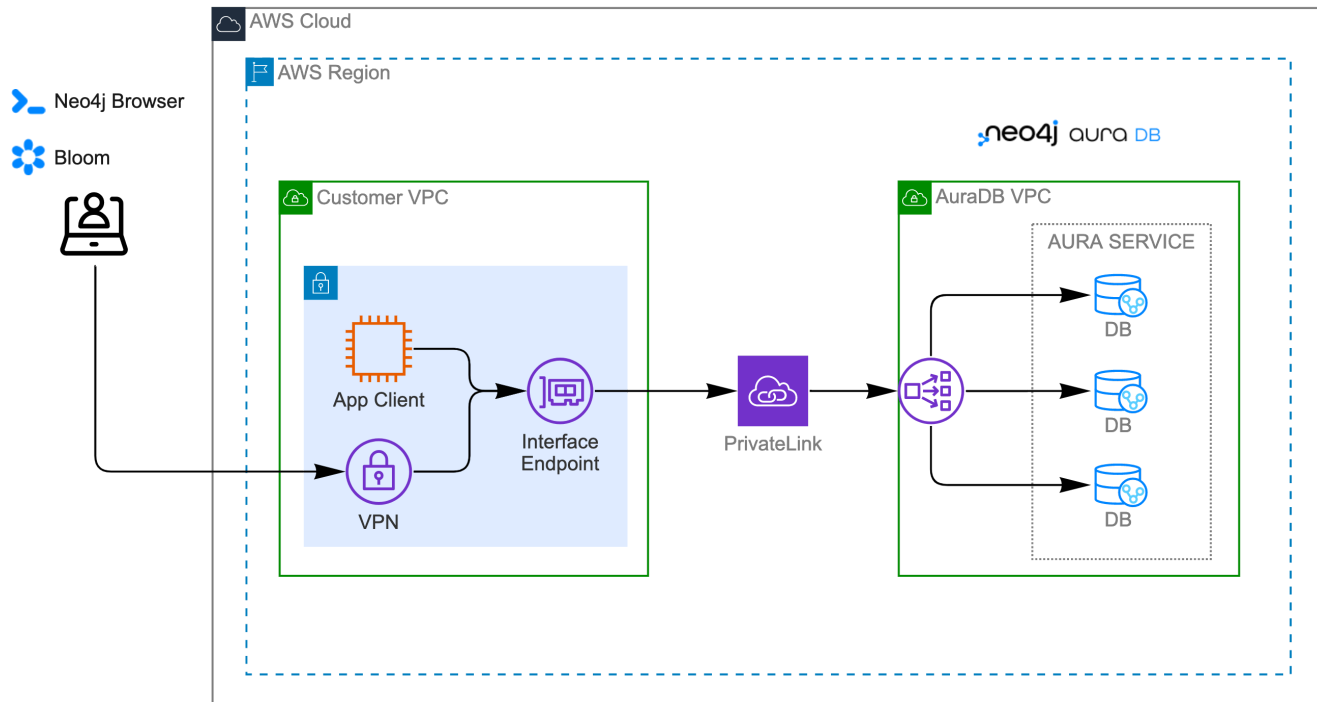 AWS Cloud
AWS Region
Neo4j Browser
Bloom
neo4j aura DB
Customer VPC
AuraDB VPC
AURA SERVICE
App Client
VPN
Interface
Endpoint
PrivateLink
DB
DB
DB